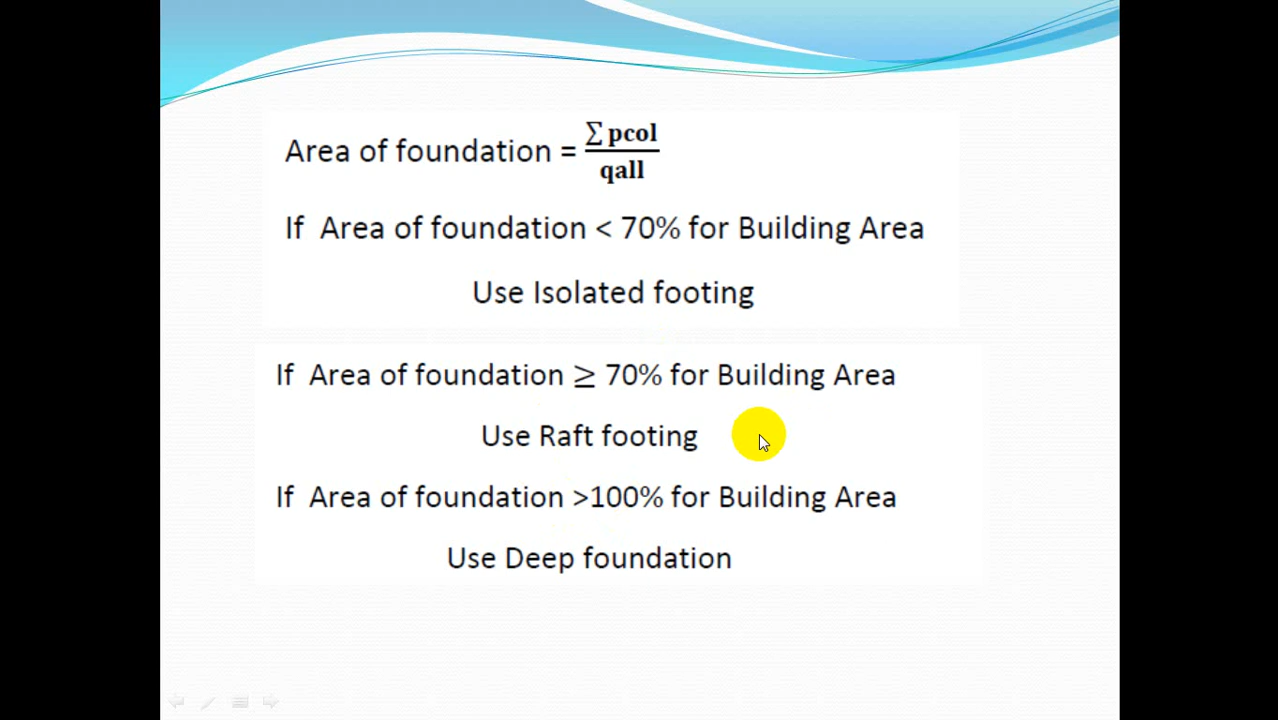 Area of foundation = ∑ pcol / qall
If Area of foundation < 70% for Building Area
Use Isolated footing
If Area of foundation ≥ 70% for Building Area
Use Raft footing
If Area of foundation >100% for Building Area
Use Deep foundation